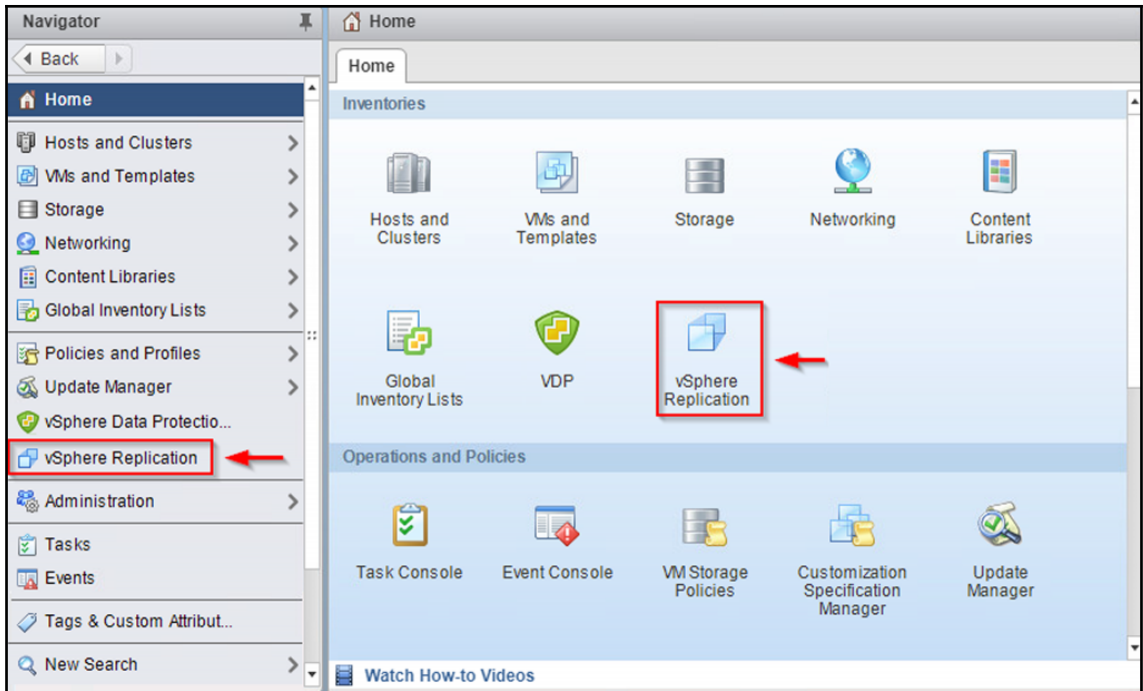 Navigator
Back
Home
Hosts and Clusters
VMs and Templates
Storage
Networking
Content Libraries
Global Inventory Lists
Policies and Profiles
Update Manager
vSphere Data Protectio...
vSphere Replication
Administration
Tasks
Events
Tags & Custom Attribut...
New Search
Home
Home
Inventories
Hosts and
Clusters
VMs and
Templates
Storage
Networking
Content
Libraries
Global
Inventory Lists
VDP
vSphere
Replication
Operations and Policies
Task Console
Event Console
VM Storage
Policies
Customization
Specification
Manager
Update
Manager
Watch How-to Videos